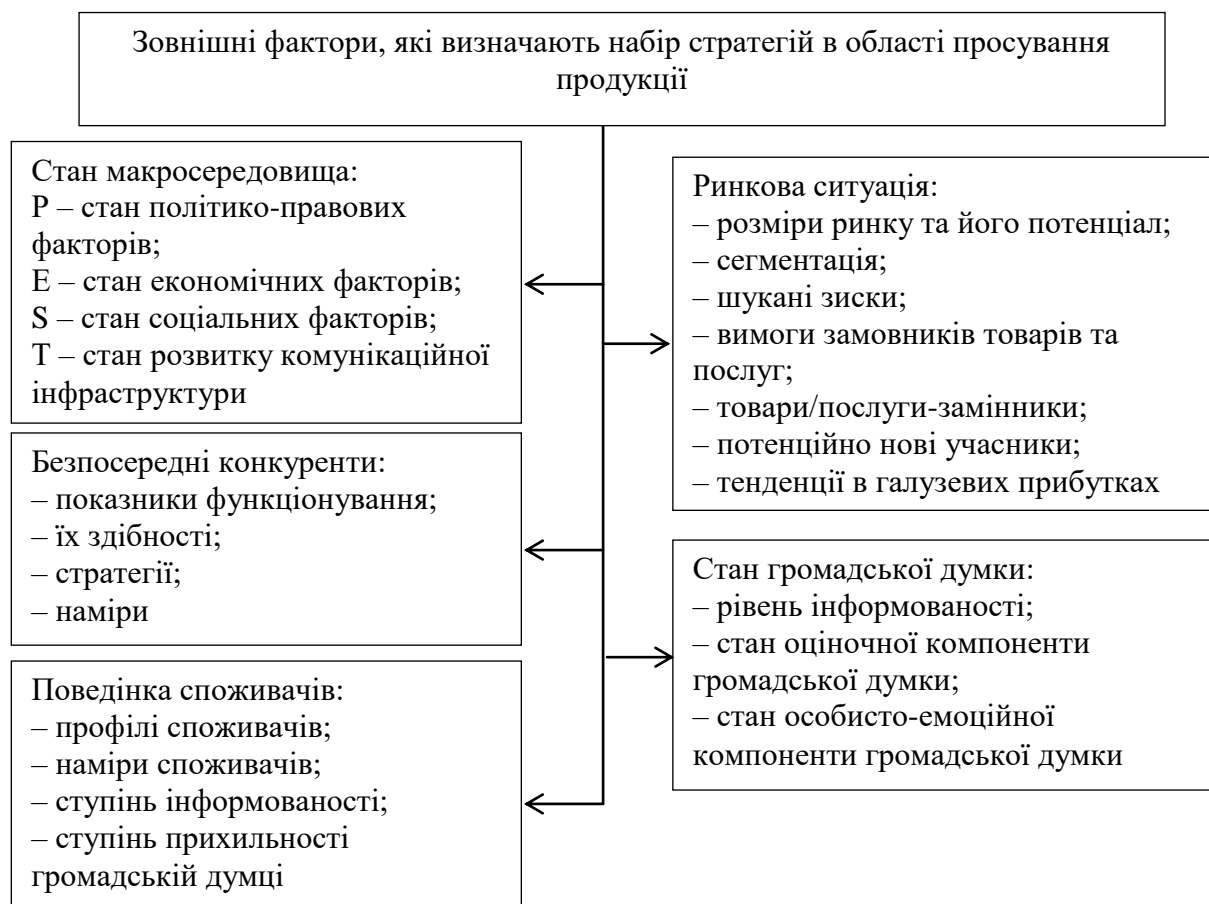 Зовнішні фактори, які визначають набір стратегій в області просування
продукції
Стан макросередовища:
P – стан політико-правових
факторів;
E – стан економічних факторів;
S – стан соціальних факторів;
T – стан розвитку комунікаційної
інфраструктури
Безпосередні конкуренти:
– показники функціонування;
– їх здібності;
– стратегії;
– наміри
Поведінка споживачів:
– профілі споживачів;
– наміри споживачів;
– ступінь інформованості;
– ступінь прихильності
громадській думці
Ринкова ситуація:
– розміри ринку та його потенціал;
– сегментація;
– шукані зиски;
– вимоги замовників товарів та
послуг;
– товари/послуги-замінники;
– потенційно нові учасники;
– тенденції в галузевих прибутках
Стан громадської думки:
– рівень інформованості;
– стан оціночної компоненти
громадської думки;
– стан особисто-емоційної
компоненти громадської думки